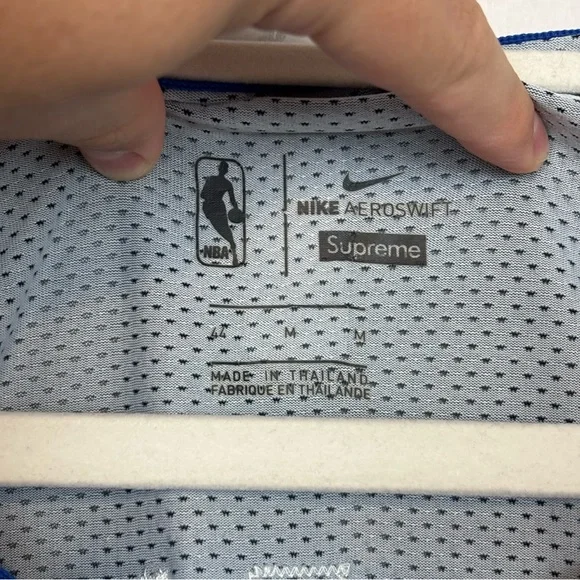 NBA
NIKE AEROSWIFT
Supreme
44 M M
MADE IN THAILAND
FABRIQUE EN THAILANDE